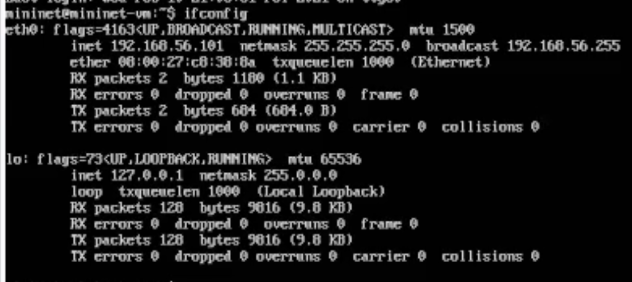 mininet@mininet-vm:~$ ifconfig
eth0: flags=4163<UP,BROADCAST,RUNNING,MULTICAST>  mtu 1500
inet 192.168.56.101  netmask 255.255.255.0  broadcast 192.168.56.255
ether 08:00:27:c8:38:8a  txqueuelen 1000  (Ethernet)
RX packets 2  bytes 1180 (1.1 KB)
RX errors 0  dropped 0  overruns 0  frame 0
TX packets 2  bytes 684 (684.0 B)
TX errors 0  dropped 0 overruns 0  carrier 0  collisions 0
lo: flags=73<UP,LOOPBACK,RUNNING>  mtu 65536
inet 127.0.0.1  netmask 255.0.0.0
loop  txqueuelen 1000  (Local Loopback)
RX packets 128  bytes 9816 (9.8 KB)
RX errors 0  dropped 0  overruns 0  frame 0
TX packets 128  bytes 9816 (9.8 KB)
TX errors 0  dropped 0 overruns 0  carrier 0  collisions 0